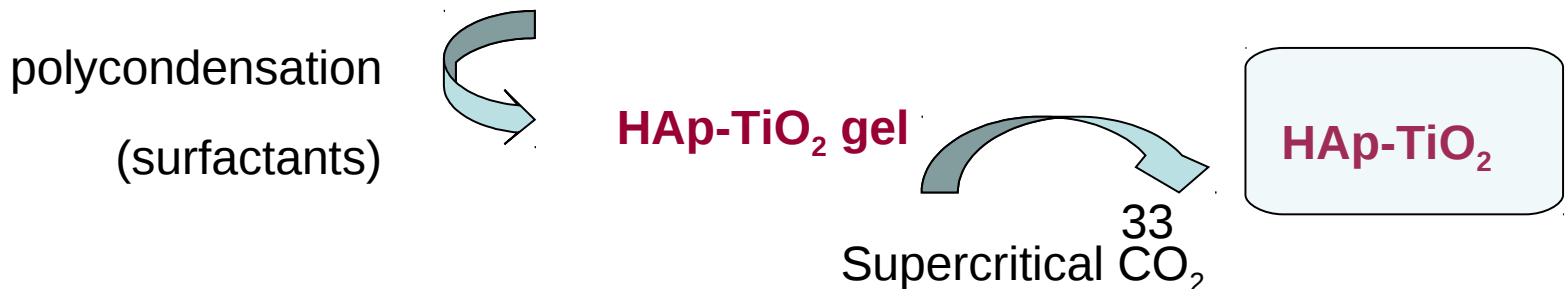 polycondensation
(surfactants)
HAp-TiO₂ gel
HAp-TiO₂
33
Supercritical CO₂